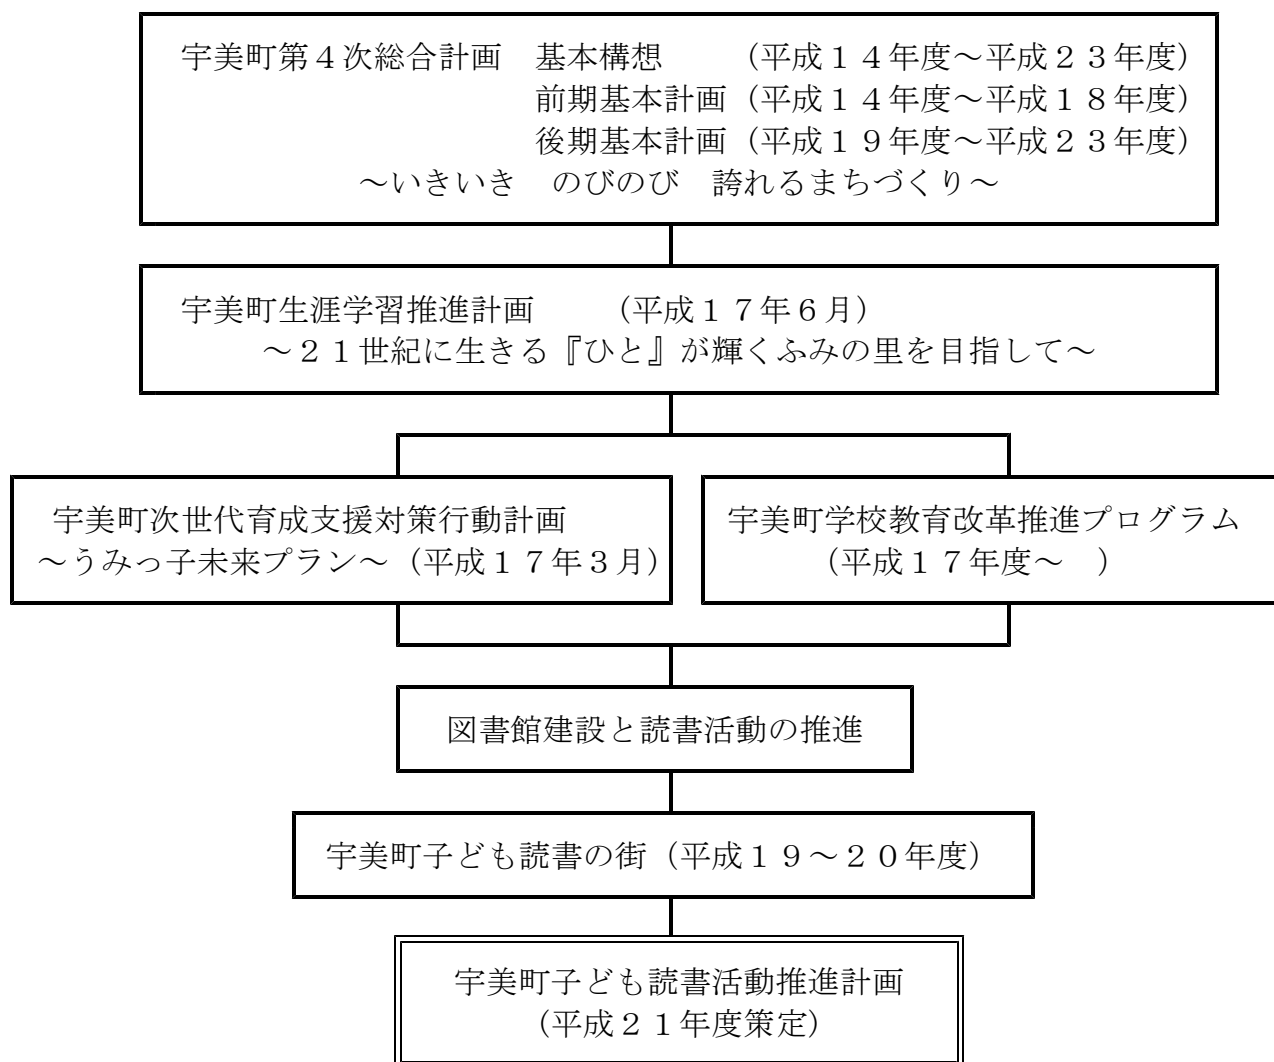 宇美町第４次総合計画　基本構想　　（平成１４年度～平成２３年度）
前期基本計画（平成１４年度～平成１８年度）
後期基本計画（平成１９年度～平成２３年度）
～いきいき　のびのび　誇れるまちづくり～
宇美町生涯学習推進計画　　（平成１７年６月）
～２１世紀に生きる『ひと』が輝くふみの里を目指して～
宇美町次世代育成支援対策行動計画
～うみっ子未来プラン～（平成１７年３月）
宇美町学校教育改革推進プログラム
（平成１７年度～　）
図書館建設と読書活動の推進
宇美町子ども読書の街（平成１９～２０年度）
宇美町子ども読書活動推進計画
（平成２１年度策定）